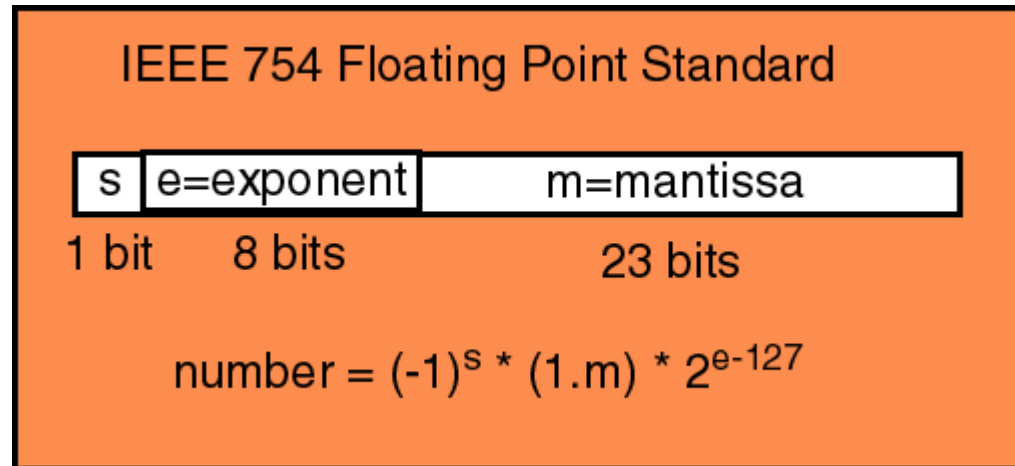 IEEE 754 Floating Point Standard
s e=exponent m=mantissa
1 bit 8 bits 23 bits
number = (-1)^s * (1.m) * 2^e-127